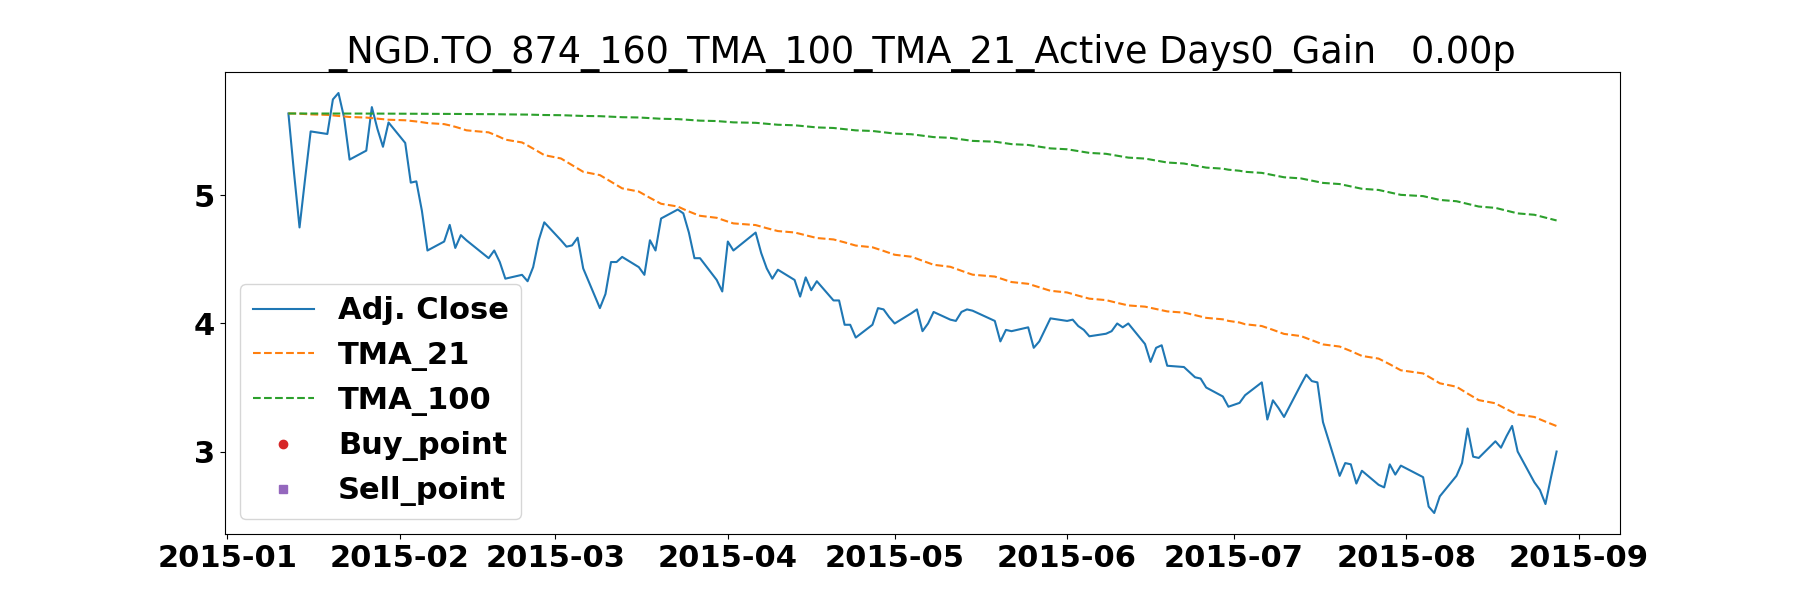 _NGD.TO_874_160_TMA_100_TMA_21_Active Days0_Gain   0.00p
5
4
3
Adj. Close
TMA_21
TMA_100
Buy_point
Sell_point
2015-01 2015-02 2015-03 2015-04 2015-05 2015-06 2015-07 2015-08 2015-09